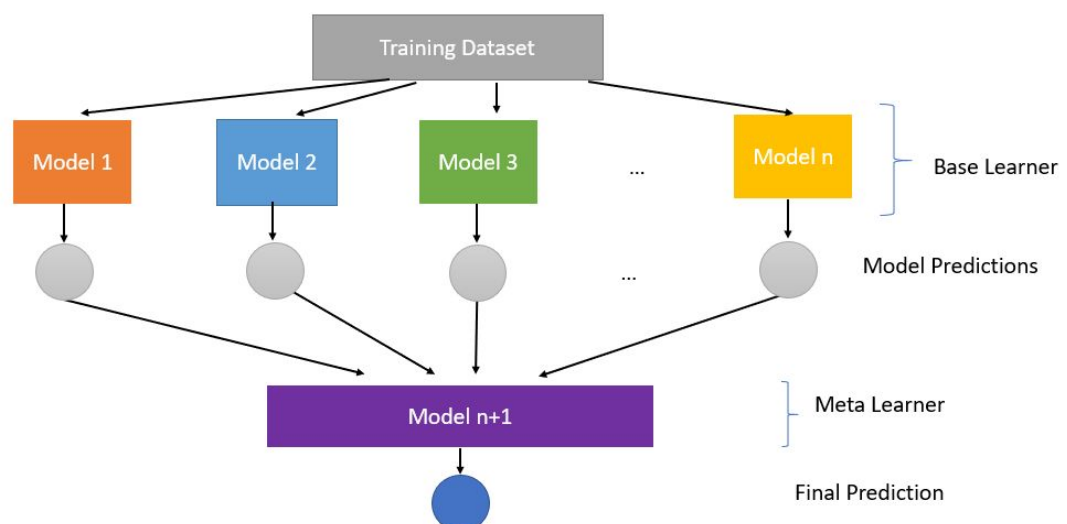 Training Dataset
Model 1
Model 2
Model 3
...
Model n
Base Learner
...
Model Predictions
Model n+1
Meta Learner
Final Prediction